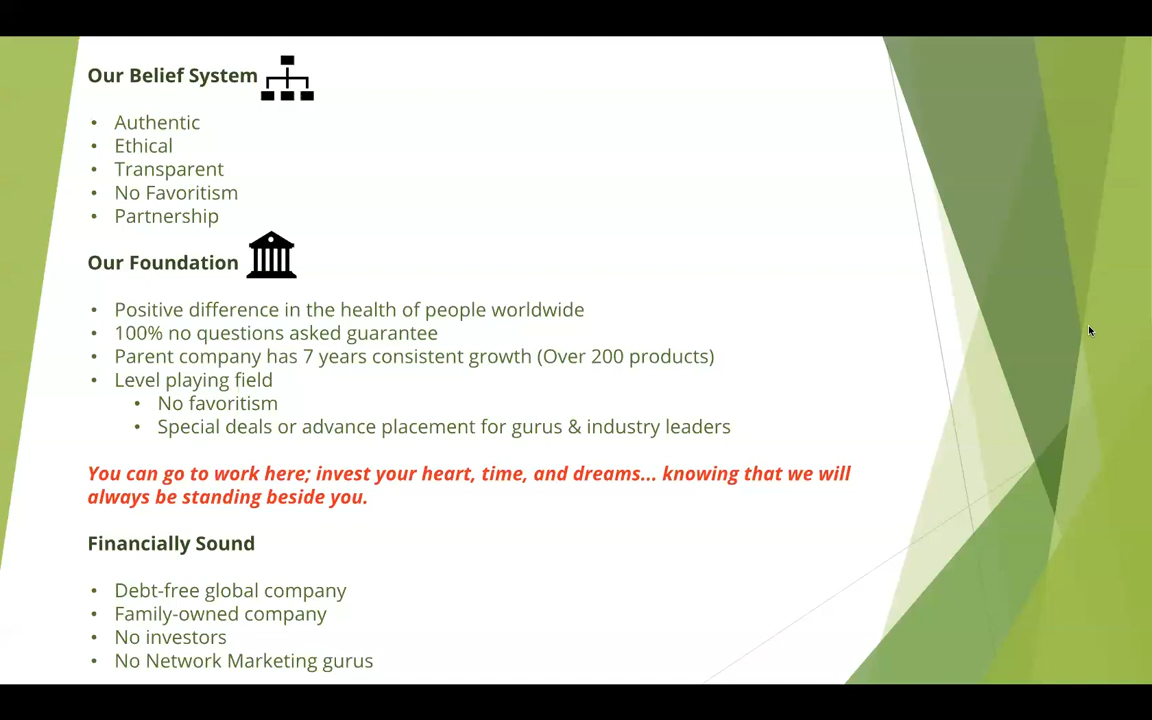 Our Belief System
• Authentic
• Ethical
• Transparent
• No Favoritism
• Partnership
Our Foundation
• Positive difference in the health of people worldwide
• 100% no questions asked guarantee
• Parent company has 7 years consistent growth (Over 200 products)
• Level playing field
• No favoritism
• Special deals or advance placement for gurus & industry leaders
You can go to work here; invest your heart, time, and dreams... knowing that we will
always be standing beside you.
Financially Sound
• Debt-free global company
• Family-owned company
• No investors
• No Network Marketing gurus